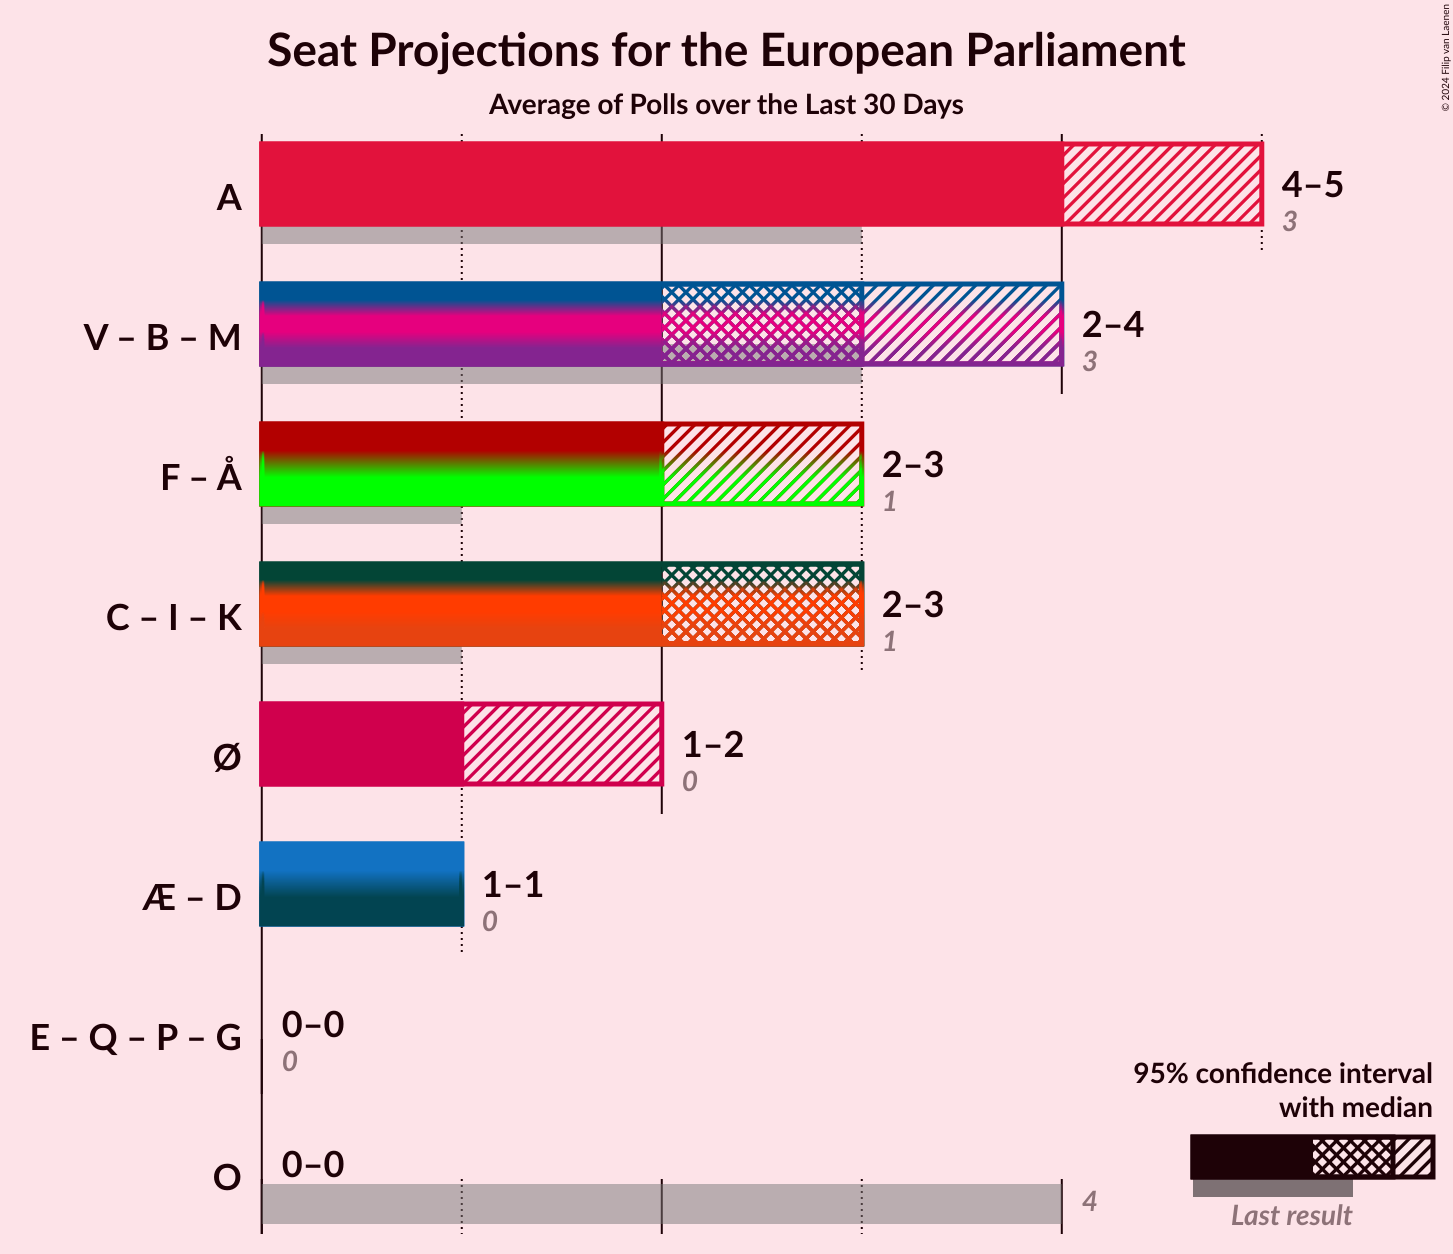 Seat Projections for the European Parliament
Average of Polls over the Last 30 Days
© 2024 Filip van Laenen
A
4–5
3
V – B – M
2–4
3
F – Å
2–3
1
C – I – K
2–3
1
Ø
1–2
0
Æ – D
1–1
0
E – Q – P – G
0–0
0
O
0–0
4
95% confidence interval
with median
Last result